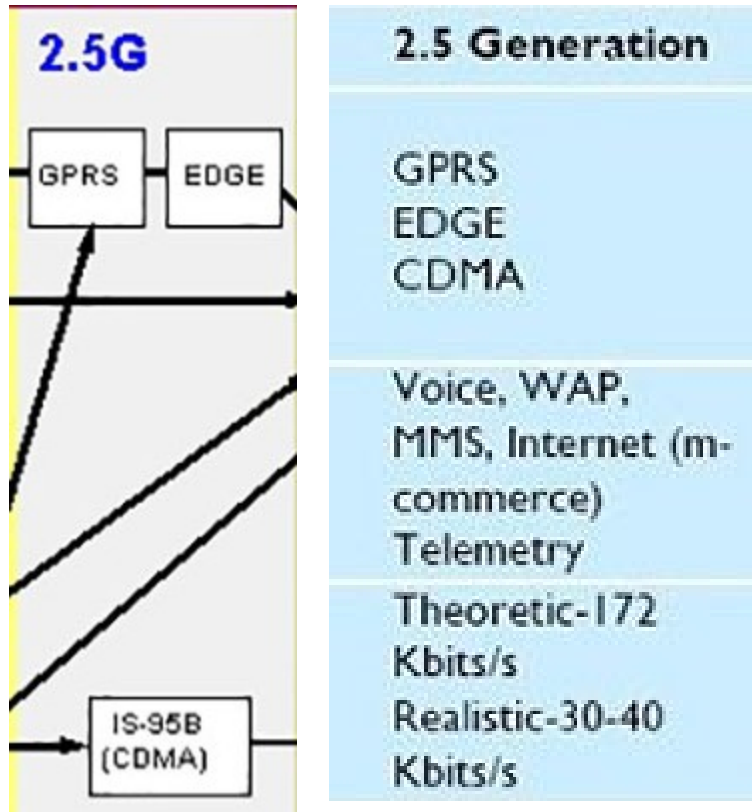 2.5G
GPRS
EDGE
IS-95B
(CDMA)
2.5 Generation
GPRS
EDGE
CDMA
Voice, WAP,
MMS, Internet (m-
commerce)
Telemetry
Theoretic-172
Kbits/s
Realistic-30-40
Kbits/s